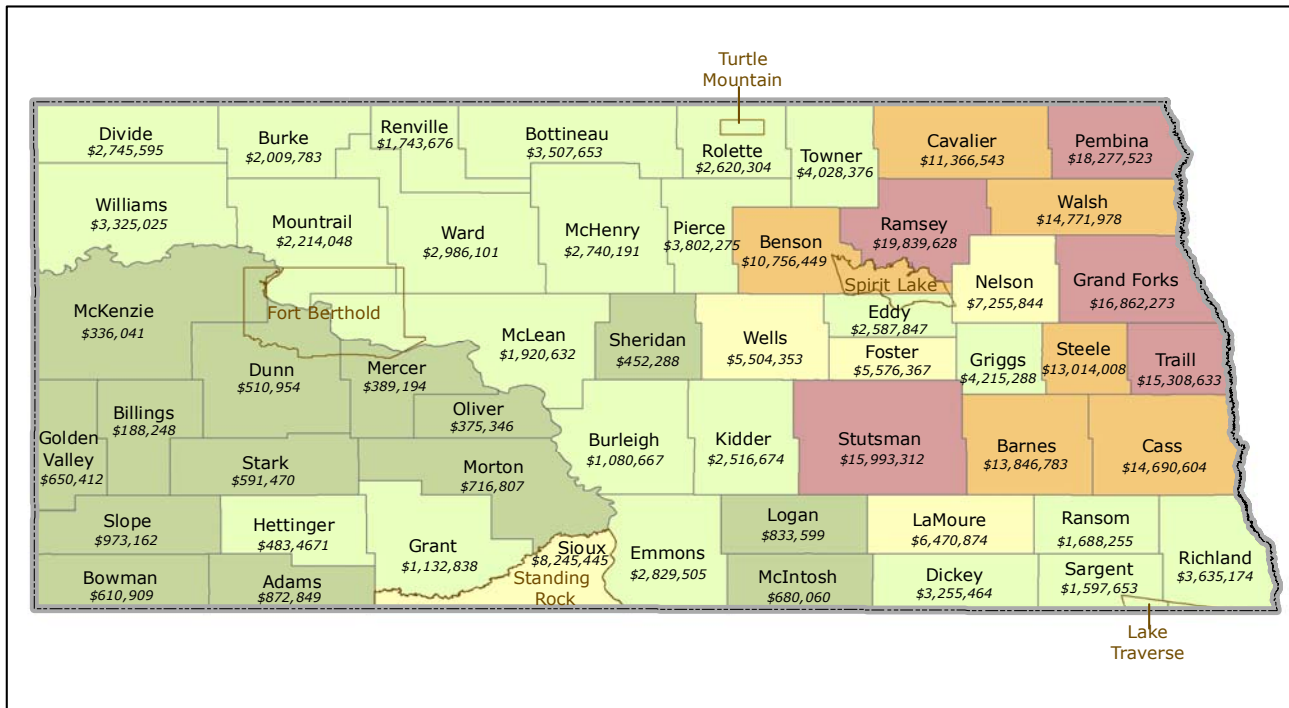 Turtle
Mountain
Divide
$2,745,595
Burke
$2,009,783
Renville
$1,743,676
Bottineau
$3,507,653
Rolette
$2,620,304
Towner
$4,028,376
Cavalier
$11,366,543
Pembina
$18,277,523
Williams
$3,325,025
Mountrail
$2,214,048
Ward
$2,986,101
McHenry
$2,740,191
Pierce
$3,802,275
Benson
$10,756,449
Ramsey
$19,839,628
Walsh
$14,771,978
Spirit Lake
Nelson
$7,255,844
Grand Forks
$16,862,273
McKenzie
$336,041
Fort Berthold
McLean
$1,920,632
Sheridan
$452,288
Wells
$5,504,353
Eddy
$2,587,847
Foster
$5,576,367
Griggs
$4,215,288
Steele
$13,014,008
Traill
$15,308,633
Dunn
$510,954
Mercer
$389,194
Oliver
$375,346
Billings
$188,248
Golden
Valley
$650,412
Stark
$591,470
Morton
$716,807
Burleigh
$1,080,667
Kidder
$2,516,674
Stutsman
$15,993,312
Barnes
$13,846,783
Cass
$14,690,604
Slope
$973,162
Hettinger
$483,4671
Grant
$1,132,838
Sioux
$8,245,445
Standing
Rock
Emmons
$2,829,505
Logan
$833,599
LaMoure
$6,470,874
Ransom
$1,688,255
Richland
$3,635,174
Bowman
$610,909
Adams
$872,849
McIntosh
$680,060
Dickey
$3,255,464
Sargent
$1,597,653
Lake
Traverse